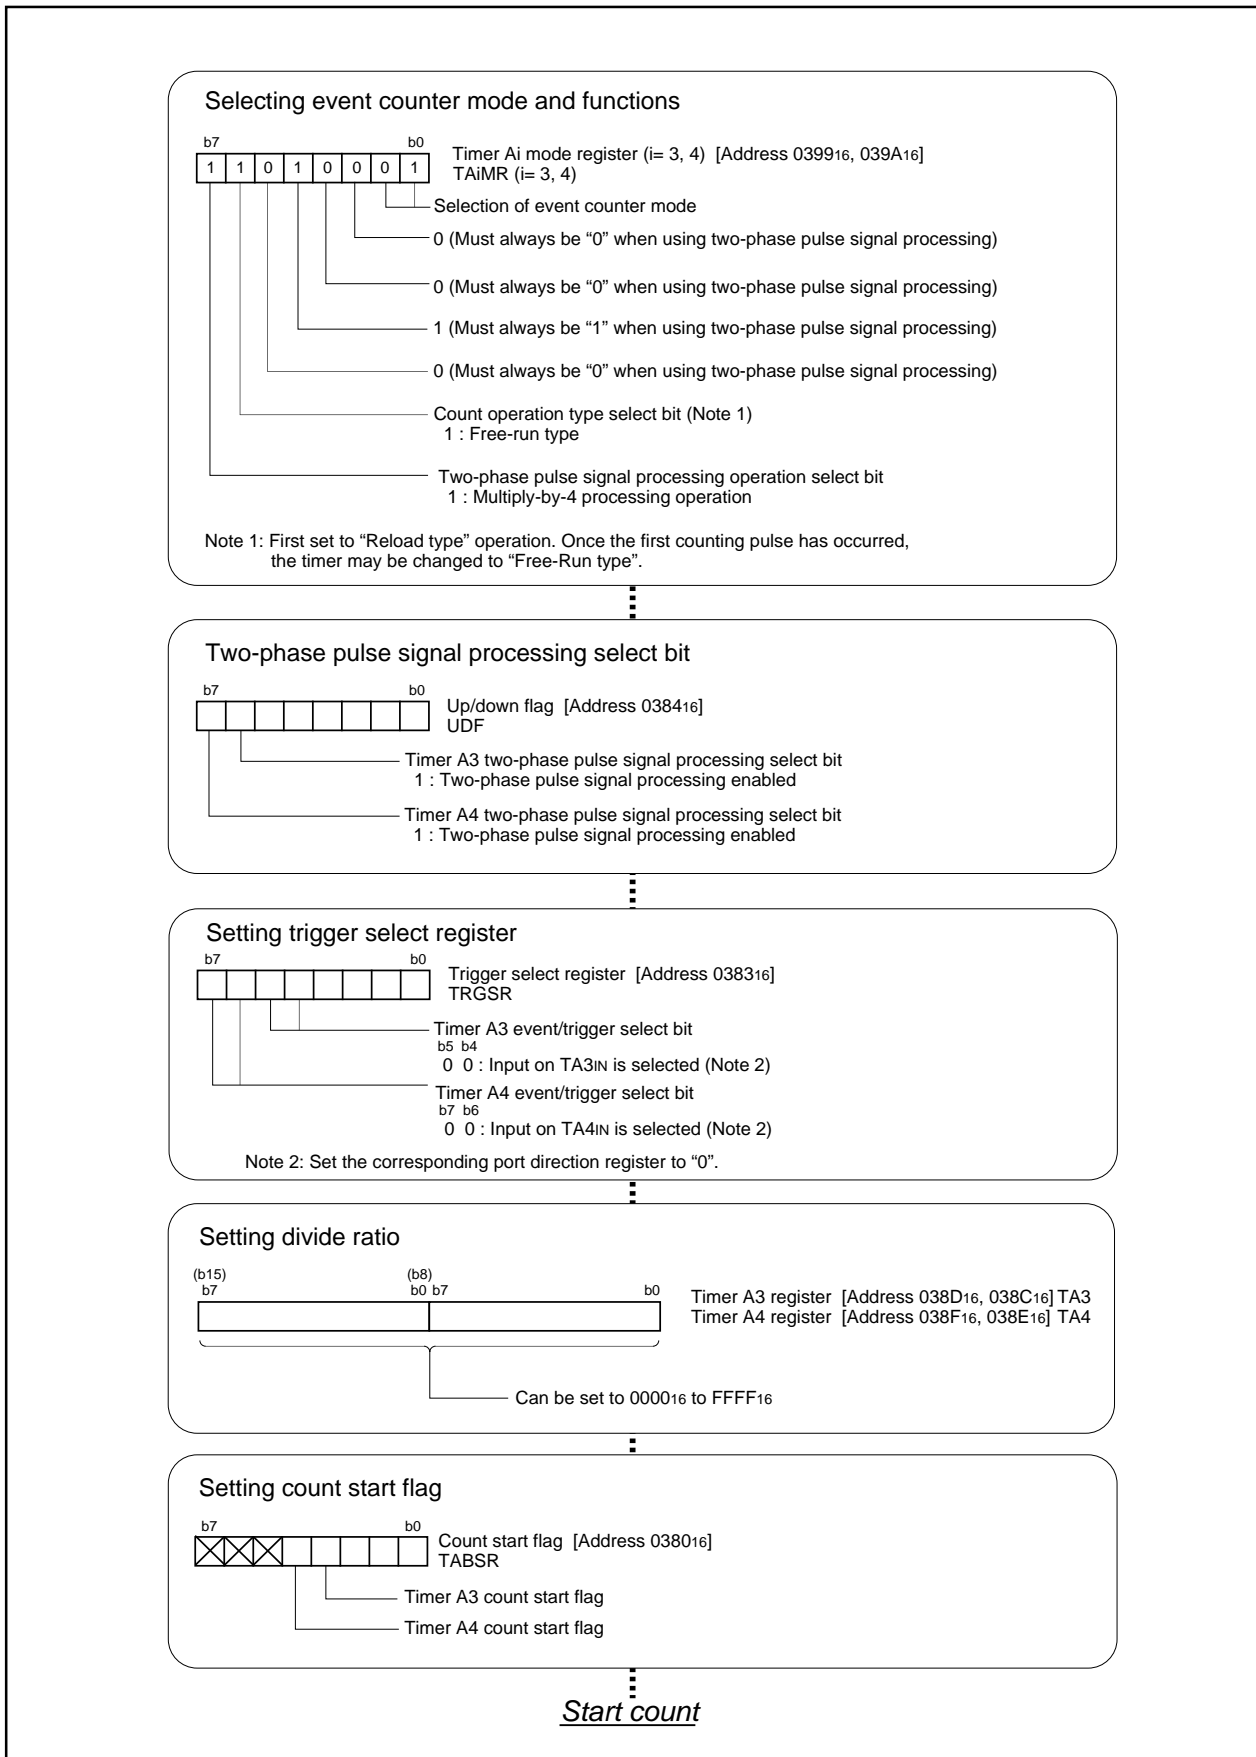 Selecting event counter mode and functions
b7 b0
1 1 0 1 0 0 0 1
Timer Ai mode register (i= 3, 4) [Address 039916, 039A16]
TAiMR (i= 3, 4)
Selection of event counter mode
0 (Must always be “0” when using two-phase pulse signal processing)
0 (Must always be “0” when using two-phase pulse signal processing)
1 (Must always be “1” when using two-phase pulse signal processing)
0 (Must always be “0” when using two-phase pulse signal processing)
Count operation type select bit (Note 1)
1 : Free-run type
Two-phase pulse signal processing operation select bit
1 : Multiply-by-4 processing operation
Note 1: First set to “Reload type” operation. Once the first counting pulse has occurred,
the timer may be changed to “Free-Run type”.
Two-phase pulse signal processing select bit
b7 b0
Up/down flag [Address 038416]
UDF
Timer A3 two-phase pulse signal processing select bit
1 : Two-phase pulse signal processing enabled
Timer A4 two-phase pulse signal processing select bit
1 : Two-phase pulse signal processing enabled
Setting trigger select register
b7 b0
Trigger select register [Address 038316]
TRGSR
Timer A3 event/trigger select bit
b5 b4
0 0 : Input on TA3IN is selected (Note 2)
Timer A4 event/trigger select bit
b7 b6
0 0 : Input on TA4IN is selected (Note 2)
Note 2: Set the corresponding port direction register to “0”.
Setting divide ratio
(b15) (b8)
b7 b0 b7 b0
Timer A3 register [Address 038D16, 038C16] TA3
Timer A4 register [Address 038F16, 038E16] TA4
Can be set to 000016 to FFFF16
Setting count start flag
b7 b0
Count start flag [Address 038016]
TABSR
Timer A3 count start flag
Timer A4 count start flag
Start count